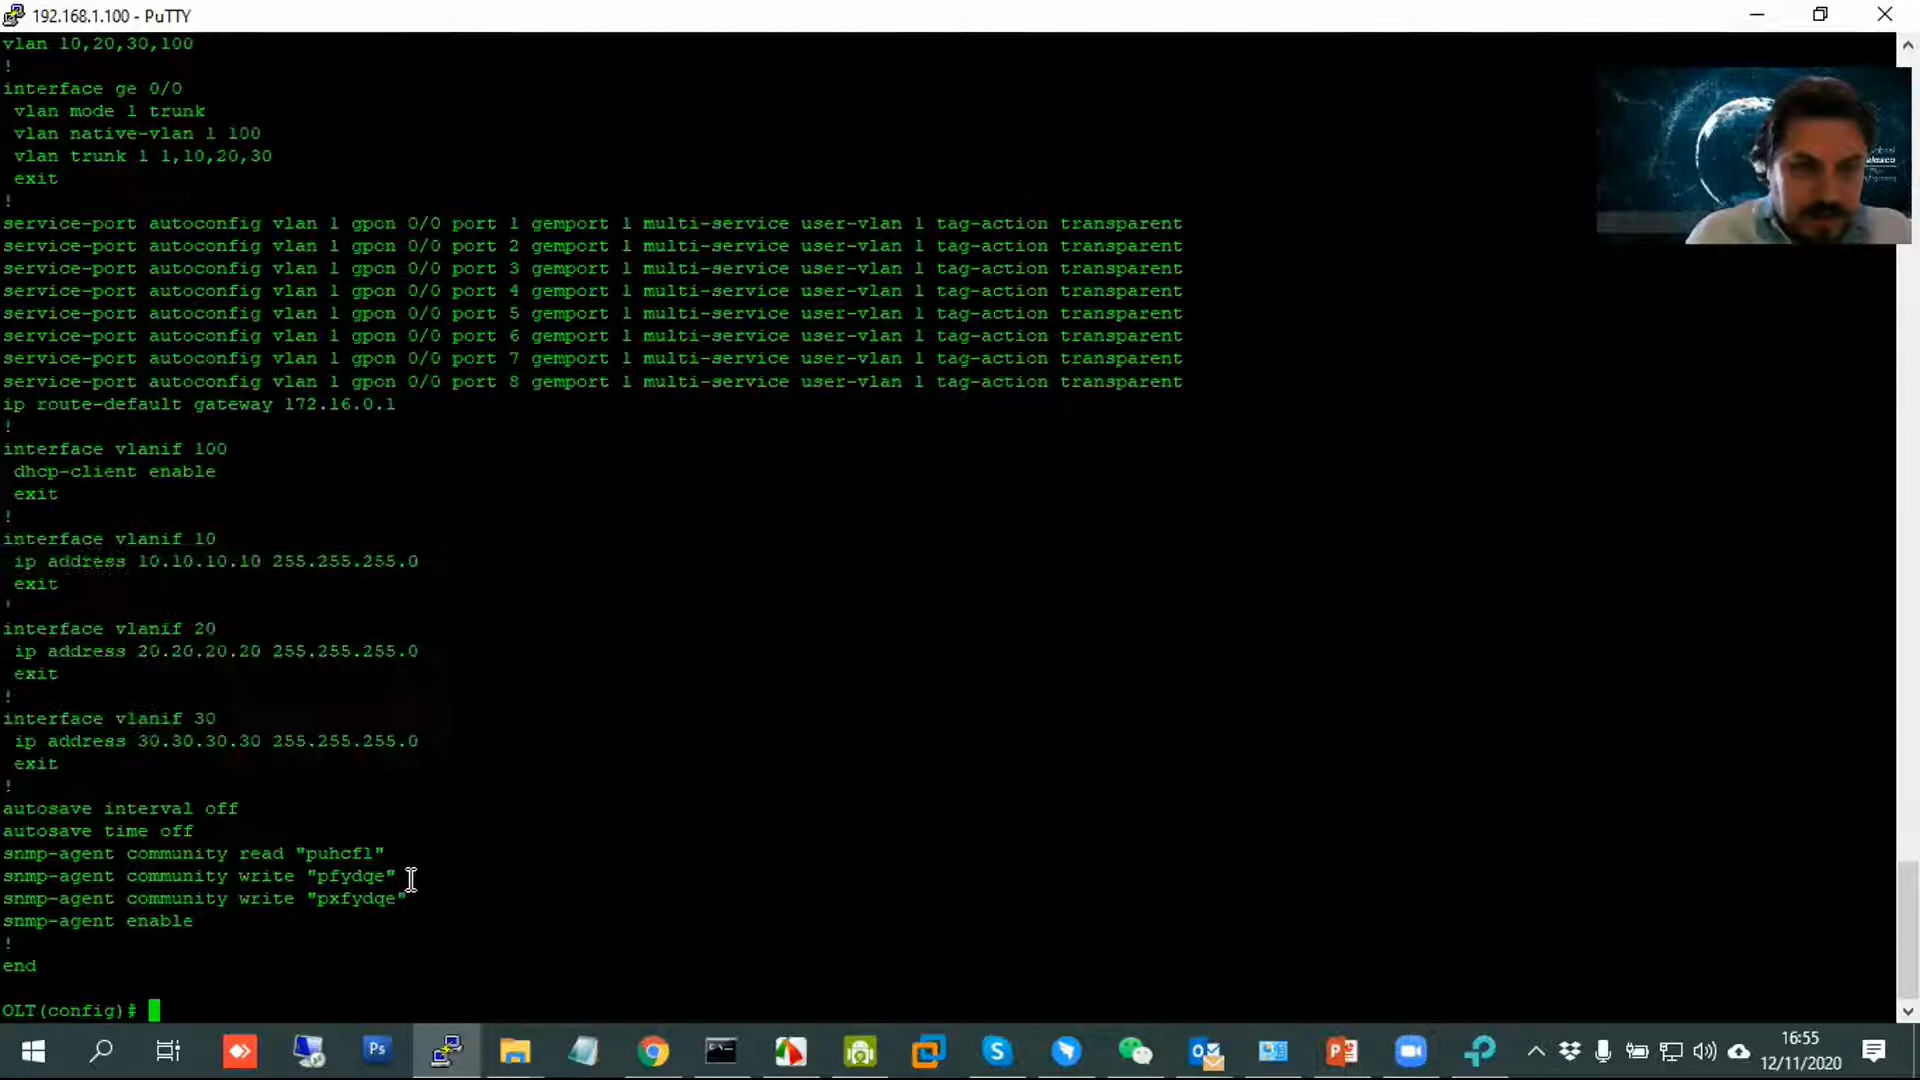 192.168.1.100 - PuTTY
vlan 10,20,30,100
!
interface ge 0/0
vlan mode 1 trunk
vlan native-vlan 1 100
vlan trunk 1 1,10,20,30
exit
!
service-port autoconfig vlan 1 gpon 0/0 port 1 gemport 1 multi-service user-vlan 1 tag-action transparent
service-port autoconfig vlan 1 gpon 0/0 port 2 gemport 1 multi-service user-vlan 1 tag-action transparent
service-port autoconfig vlan 1 gpon 0/0 port 3 gemport 1 multi-service user-vlan 1 tag-action transparent
service-port autoconfig vlan 1 gpon 0/0 port 4 gemport 1 multi-service user-vlan 1 tag-action transparent
service-port autoconfig vlan 1 gpon 0/0 port 5 gemport 1 multi-service user-vlan 1 tag-action transparent
service-port autoconfig vlan 1 gpon 0/0 port 6 gemport 1 multi-service user-vlan 1 tag-action transparent
service-port autoconfig vlan 1 gpon 0/0 port 7 gemport 1 multi-service user-vlan 1 tag-action transparent
service-port autoconfig vlan 1 gpon 0/0 port 8 gemport 1 multi-service user-vlan 1 tag-action transparent
ip route-default gateway 172.16.0.1
!
interface vlanif 100
dhcp-client enable
exit
!
interface vlanif 10
ip address 10.10.10.10 255.255.255.0
exit
!
interface vlanif 20
ip address 20.20.20.20 255.255.255.0
exit
!
interface vlanif 30
ip address 30.30.30.30 255.255.255.0
exit
!
autosave interval off
autosave time off
snmp-agent community read "puhcfl"
snmp-agent community write "pfydqe"
snmp-agent community write "pxfydqe"
snmp-agent enable
!
end
OLT(config)#
Ps
16:55
12/11/2020